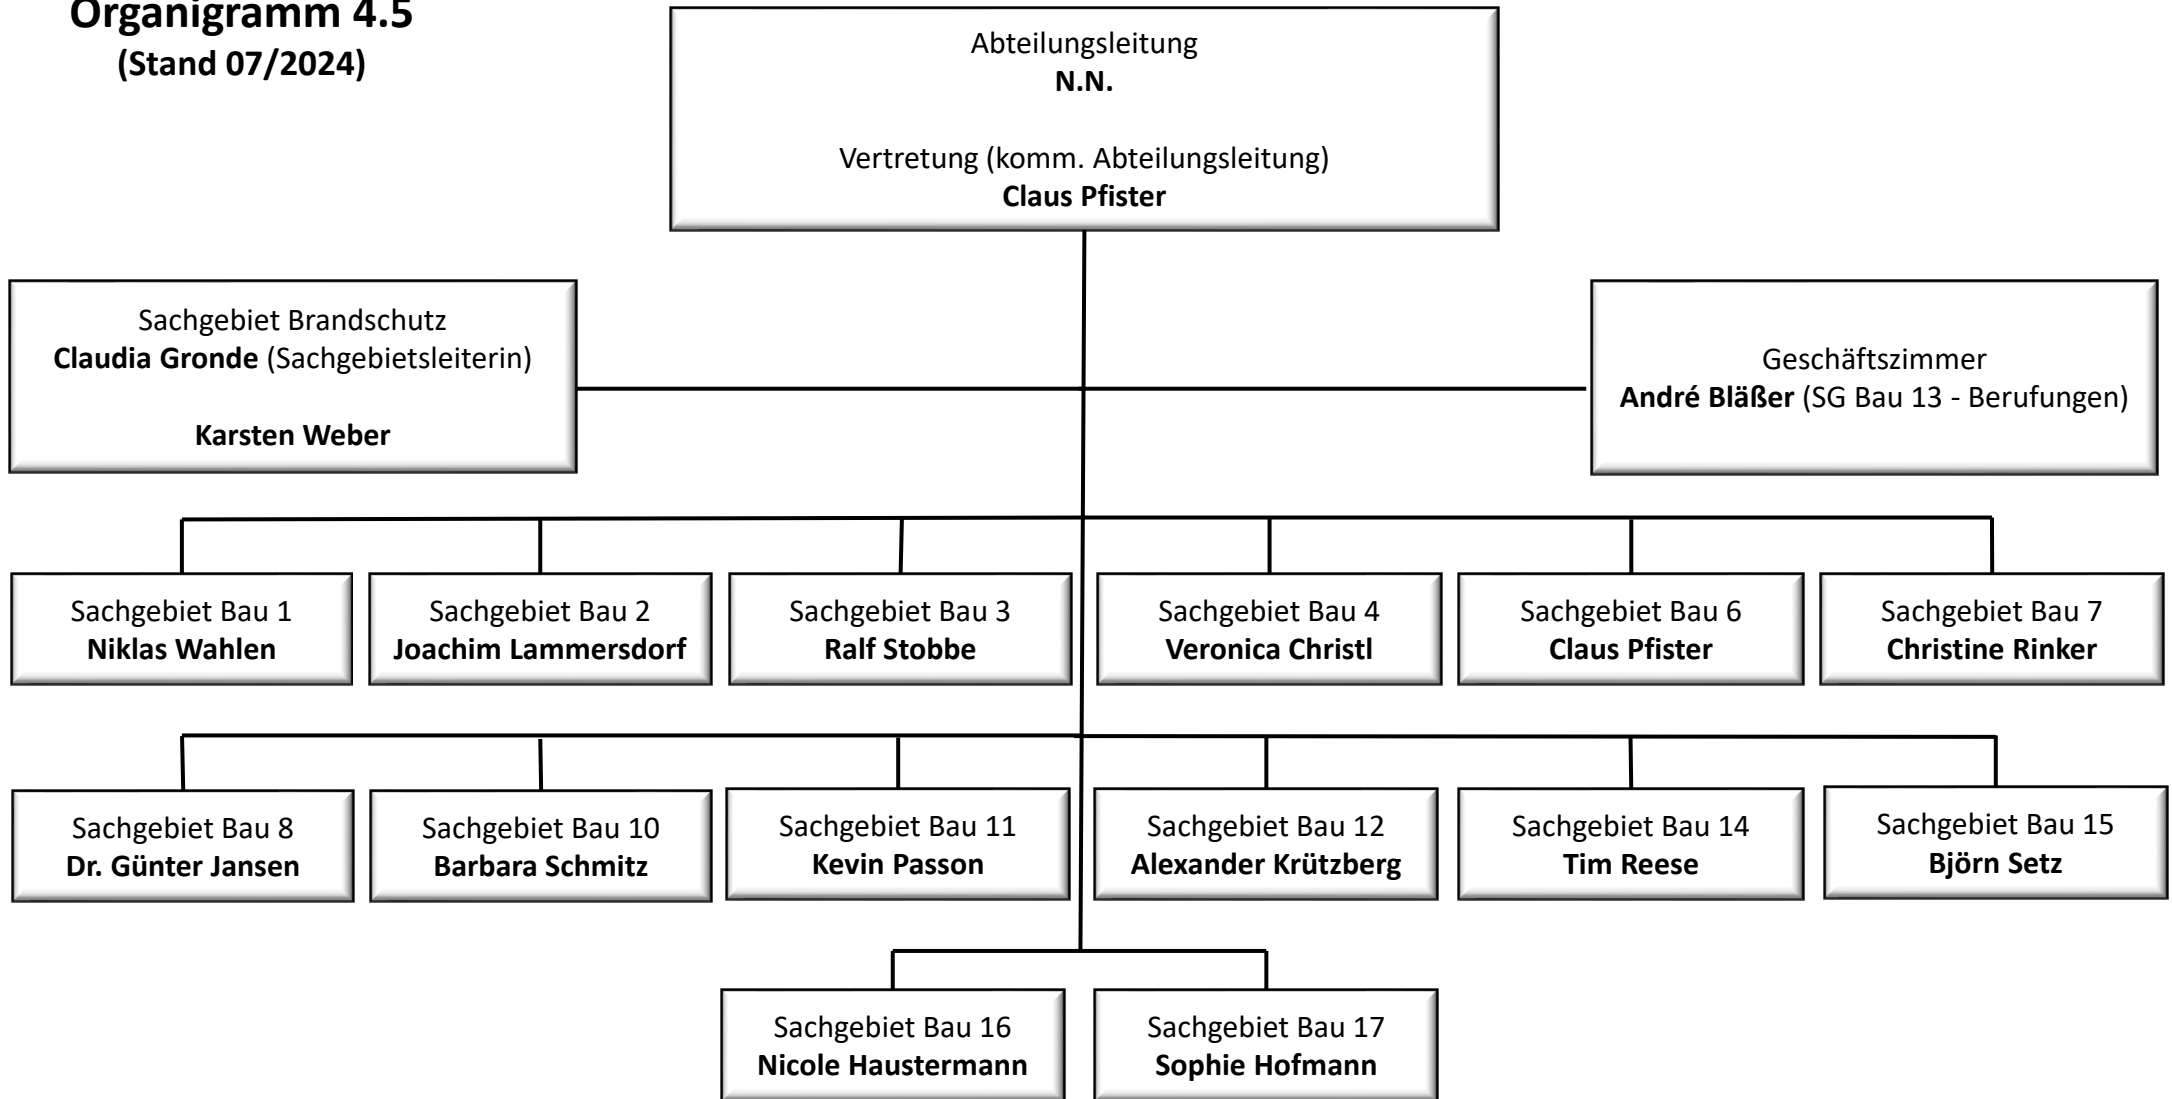 Organigramm 4.5
(Stand 07/2024)
Abteilungsleitung
N.N.
Vertretung (komm. Abteilungsleitung)
Claus Pfister
Sachgebiet Brandschutz
Claudia Gronde (Sachgebietsleiterin)
Karsten Weber
Geschäftszimmer
André Bläßer (SG Bau 13 - Berufungen)
Sachgebiet Bau 1
Niklas Wahlen
Sachgebiet Bau 2
Joachim Lammersdorf
Sachgebiet Bau 3
Ralf Stobbe
Sachgebiet Bau 4
Veronica Christl
Sachgebiet Bau 6
Claus Pfister
Sachgebiet Bau 7
Christine Rinker
Sachgebiet Bau 8
Dr. Günter Jansen
Sachgebiet Bau 10
Barbara Schmitz
Sachgebiet Bau 11
Kevin Passon
Sachgebiet Bau 12
Alexander Krützberg
Sachgebiet Bau 14
Tim Reese
Sachgebiet Bau 15
Björn Setz
Sachgebiet Bau 16
Nicole Haustermann
Sachgebiet Bau 17
Sophie Hofmann